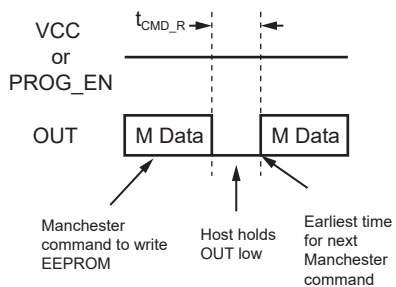 VCC
or
PROG_EN
tCMD_R
OUT
M Data
M Data
Manchester
command to write
EEPROM
Host holds
OUT low
Earliest time
for next
Manchester
command